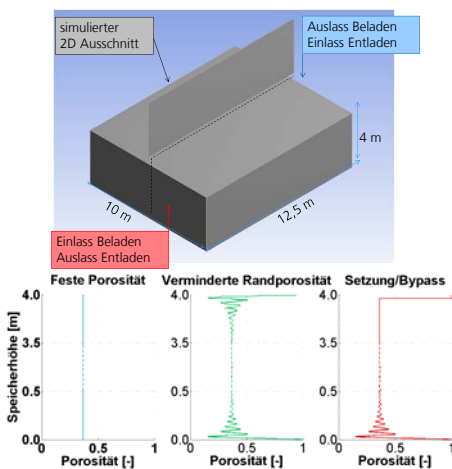 simulierter
2D Ausschnitt
Auslass Beladen
Einlass Entladen
4 m
10 m
12,5 m
Einlass Beladen
Auslass Entladen
Feste Porosität
Verminderte Randporosität
Setzung/Bypass
Speicherhöhe [m]
4.0
3.5
0.5
0.0
0
0.5
1
Porosität [-]
4.0
3.5
0.5
0.0
0
0.5
1
Porosität [-]
4.0
3.5
0.5
0.0
0
0.5
1
Porosität [-]